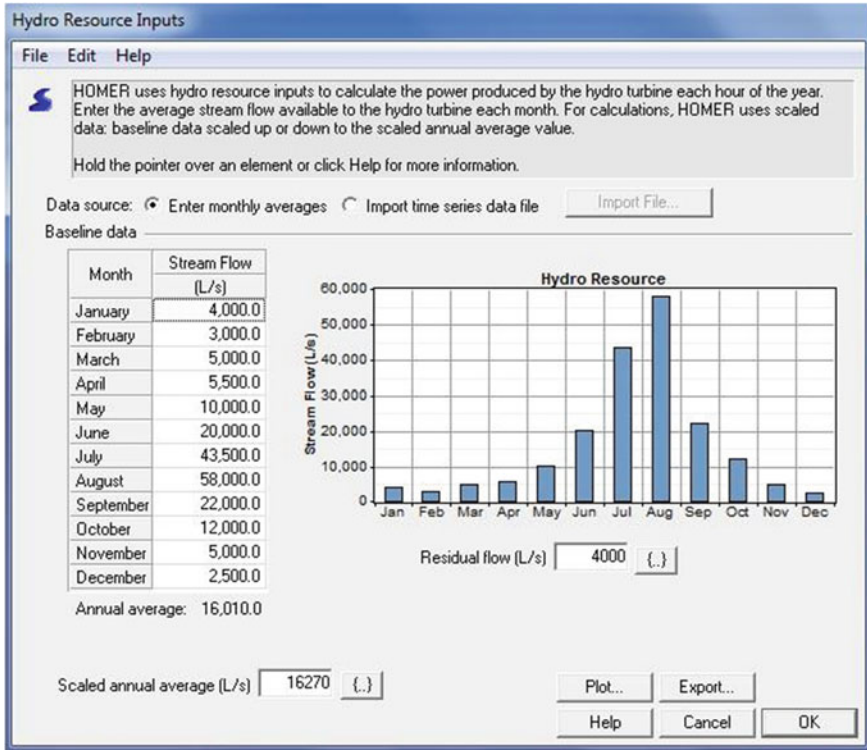 Hydro Resource Inputs
File Edit Help
HOMER uses hydro resource inputs to calculate the power produced by the hydro turbine each hour of the year.
Enter the average stream flow available to the hydro turbine each month. For calculations, HOMER uses scaled
data: baseline data scaled up or down to the scaled annual average value.
Hold the pointer over an element or click Help for more information.
Data source: Enter monthly averages Import time series data file Import File...
Baseline data
Month Stream Flow
(L/s)
January 4,000.0
February 3,000.0
March 5,000.0
April 5,500.0
May 10,000.0
June 20,000.0
July 43,500.0
August 58,000.0
September 22,000.0
October 12,000.0
November 5,000.0
December 2,500.0
Annual average: 16,010.0
Hydro Resource
Stream Flow (L/s)
60,000
50,000
40,000
30,000
20,000
10,000
0
Jan Feb Mar Apr May Jun Jul Aug Sep Oct Nov Dec
Residual flow (L/s) 4000 {..}
Scaled annual average (L/s) 16270 {..}
Plot... Export...
Help Cancel OK